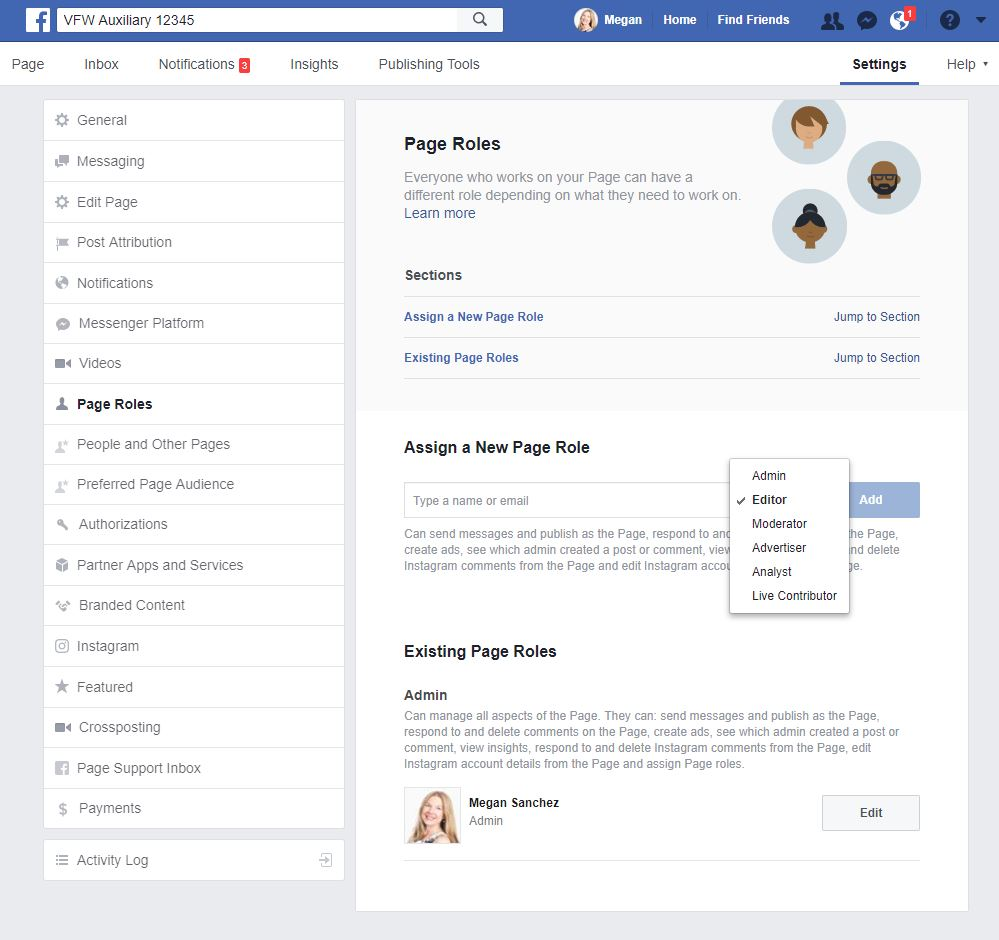 f VFW Auxiliary 12345
Megan Home Find Friends 1 ?
Page Inbox Notifications 3 Insights Publishing Tools Settings Help
General
Messaging
Edit Page
Post Attribution
Notifications
Messenger Platform
Videos
Page Roles
People and Other Pages
Preferred Page Audience
Authorizations
Partner Apps and Services
Branded Content
Instagram
Featured
Crossposting
Page Support Inbox
$ Payments
Activity Log
Page Roles
Everyone who works on your Page can have a
different role depending on what they need to work on.
Learn more
Sections
Assign a New Page Role Jump to Section
Existing Page Roles Jump to Section
Assign a New Page Role
Type a name or email
Add
Admin
Editor
Moderator
Advertiser
Analyst
Live Contributor
Can send messages and publish as the Page, respond to and the Page,
create ads, see which admin created a post or comment, view and delete
Instagram comments from the Page and edit Instagram
Existing Page Roles
Admin
Can manage all aspects of the Page. They can: send messages and publish as the Page,
respond to and delete comments on the Page, create ads, see which admin created a post or
comment, view insights, respond to and delete Instagram comments from the Page, edit
Instagram account details from the Page and assign Page roles.
Megan Sanchez
Admin
Edit